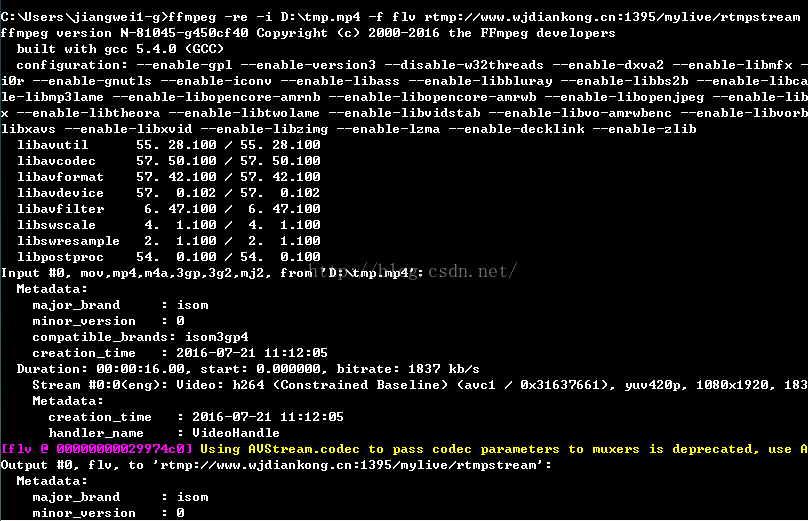 C:\Users\jiangwei1-g>ffmpeg -re -i D:\tmp.mp4 -f flv rtmp://www.wjdiankong.cn:1395/mylive/rtmpstream
ffmpeg version N-81045-g450cf40 Copyright (c) 2000-2016 the FFmpeg developers
built with gcc 5.4.0 (GCC)
configuration: --enable-gpl --enable-version3 --disable-w32threads --enable-dxva2 --enable-libmfx -
i0r --enable-gnutls --enable-iconv --enable-libass --enable-libbluray --enable-libbs2b --enable-libca
le-libmp3lame --enable-libopencore-amrnb --enable-libopencore-amrwb --enable-libopenjpeg --enable-lib
x --enable-libtheora --enable-libtwolame --enable-libvidstab --enable-libvo-amrwbenc --enable-libvorb
libxavs --enable-libxvid --enable-libzimg --enable-lzma --enable-decklink --enable-zlib
libavutil 55. 28.100 / 55. 28.100
libavcodec 57. 50.100 / 57. 50.100
libavformat 57. 42.100 / 57. 42.100
libavdevice 57. 0.102 / 57. 0.102
libavfilter 6. 47.100 / 6. 47.100
libswscale 4. 1.100 / 4. 1.100
libswresample 2. 1.100 / 2. 1.100
libpostproc 54. 0.100 / 54. 0.100
http://blog.csdn.net/
Input #0, mov,mp4,m4a,3gp,3g2,mj2, from 'D:\tmp.mp4':
Metadata:
major_brand : isom
minor_version : 0
compatible_brands: isom3gp4
creation_time : 2016-07-21 11:12:05
Duration: 00:00:16.00, start: 0.000000, bitrate: 1837 kb/s
Stream #0:0(eng): Video: h264 (Constrained Baseline) (avc1 / 0x31637661), yuv420p, 1080x1920, 183
Metadata:
creation_time : 2016-07-21 11:12:05
handler_name : VideoHandle
[flv @ 00000000029974c0] Using AVStream.codec to pass codec parameters to muxers is deprecated, use A
Output #0, flv, to 'rtmp://www.wjdiankong.cn:1395/mylive/rtmpstream':
Metadata:
major_brand : isom
minor_version : 0